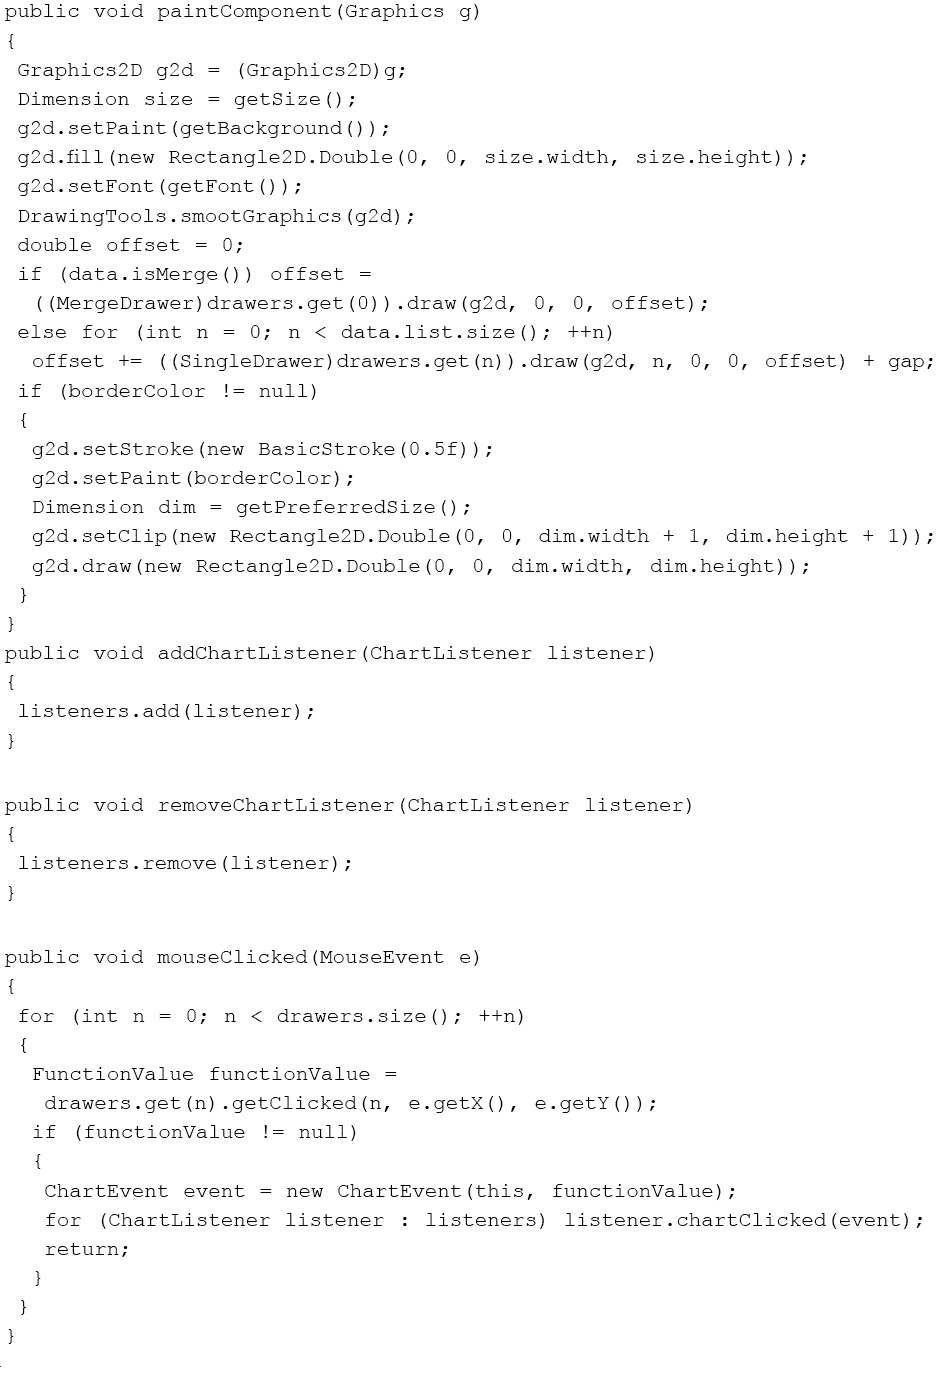 public void paintComponent(Graphics g)
{
 Graphics2D g2d = (Graphics2D)g;
 Dimension size = getSize();
 g2d.setPaint(getBackground());
 g2d.fill(new Rectangle2D.Double(0, 0, size.width, size.height));
 g2d.setFont(getFont());
 DrawingTools.smootGraphics(g2d);
 double offset = 0;
 if (data.isMerge()) offset =
  ((MergeDrawer)drawers.get(0)).draw(g2d, 0, 0, offset);
 else for (int n = 0; n < data.list.size(); ++n)
  offset += ((SingleDrawer)drawers.get(n)).draw(g2d, n, 0, 0, offset) + gap;
 if (borderColor != null)
 {
  g2d.setStroke(new BasicStroke(0.5f));
  g2d.setPaint(borderColor);
  Dimension dim = getPreferredSize();
  g2d.setClip(new Rectangle2D.Double(0, 0, dim.width + 1, dim.height + 1));
  g2d.draw(new Rectangle2D.Double(0, 0, dim.width, dim.height));
 }
}
public void addChartListener(ChartListener listener)
{
 listeners.add(listener);
}

public void removeChartListener(ChartListener listener)
{
 listeners.remove(listener);
}

public void mouseClicked(MouseEvent e)
{
 for (int n = 0; n < drawers.size(); ++n)
 {
  FunctionValue functionValue =
   drawers.get(n).getClicked(n, e.getX(), e.getY());
  if (functionValue != null)
  {
   ChartEvent event = new ChartEvent(this, functionValue);
   for (ChartListener listener : listeners) listener.chartClicked(event);
   return;
  }
 }
}